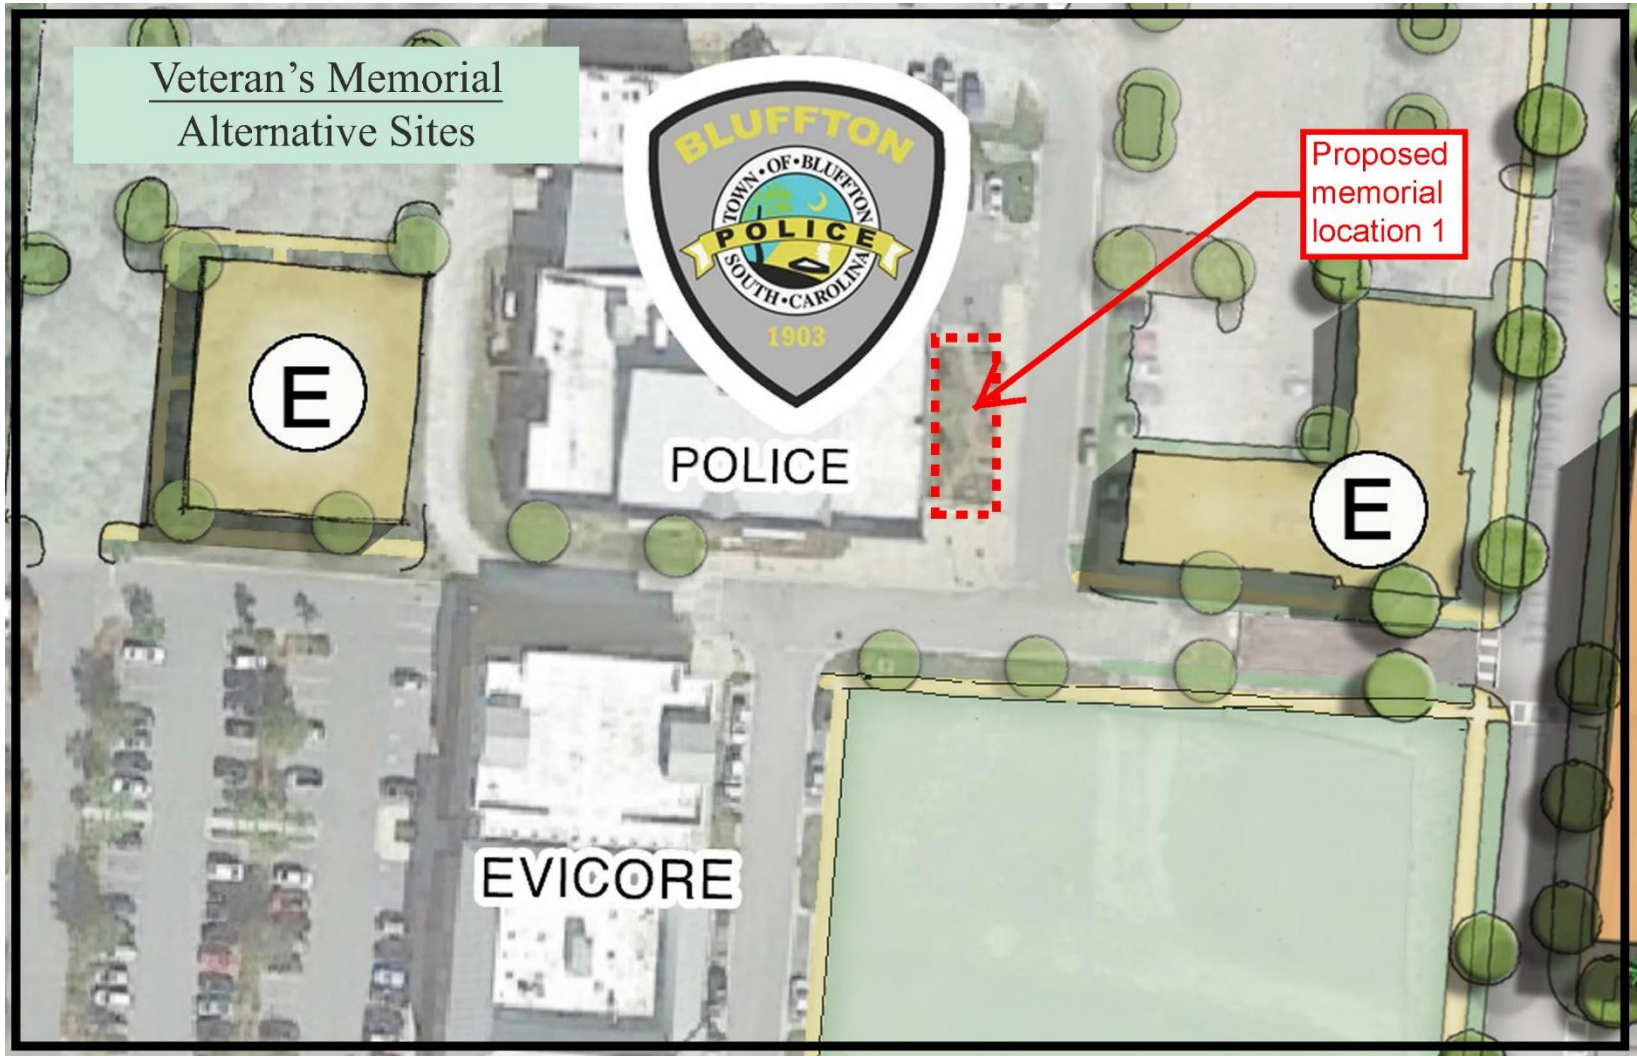 Veteran's Memorial
Alternative Sites
BLUFFTON
TOWN•OF•BLUFFTON
POLICE
SOUTH•CAROLINA
1903
Proposed
memorial
location 1
E
POLICE
E
EVICORE